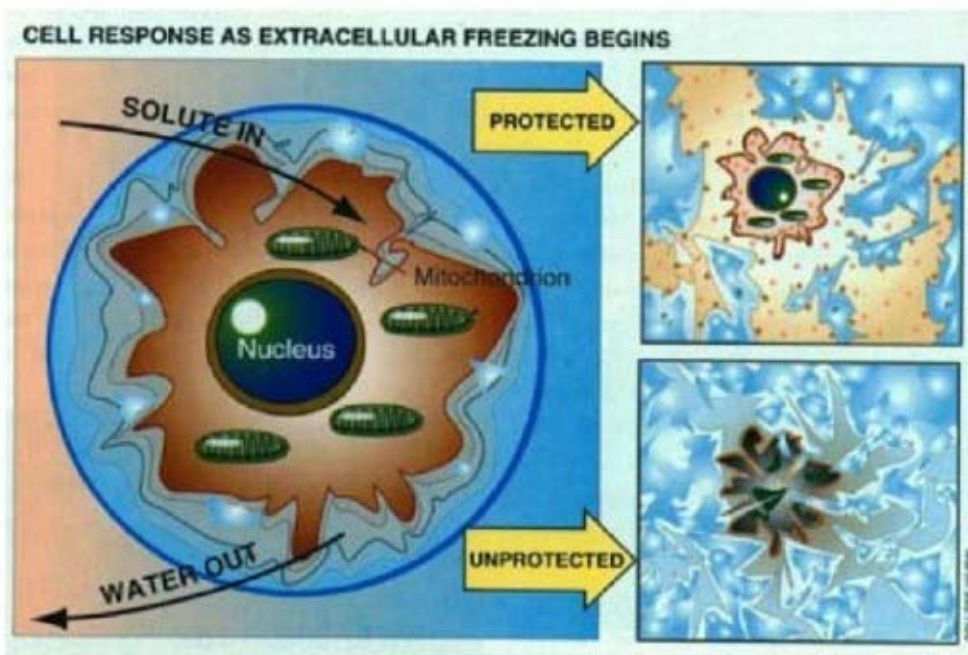 CELL RESPONSE AS EXTRACELLULAR FREEZING BEGINS
SOLUTE IN
PROTECTED
Mitochondrion
Nucleus
WATER OUT
UNPROTECTED